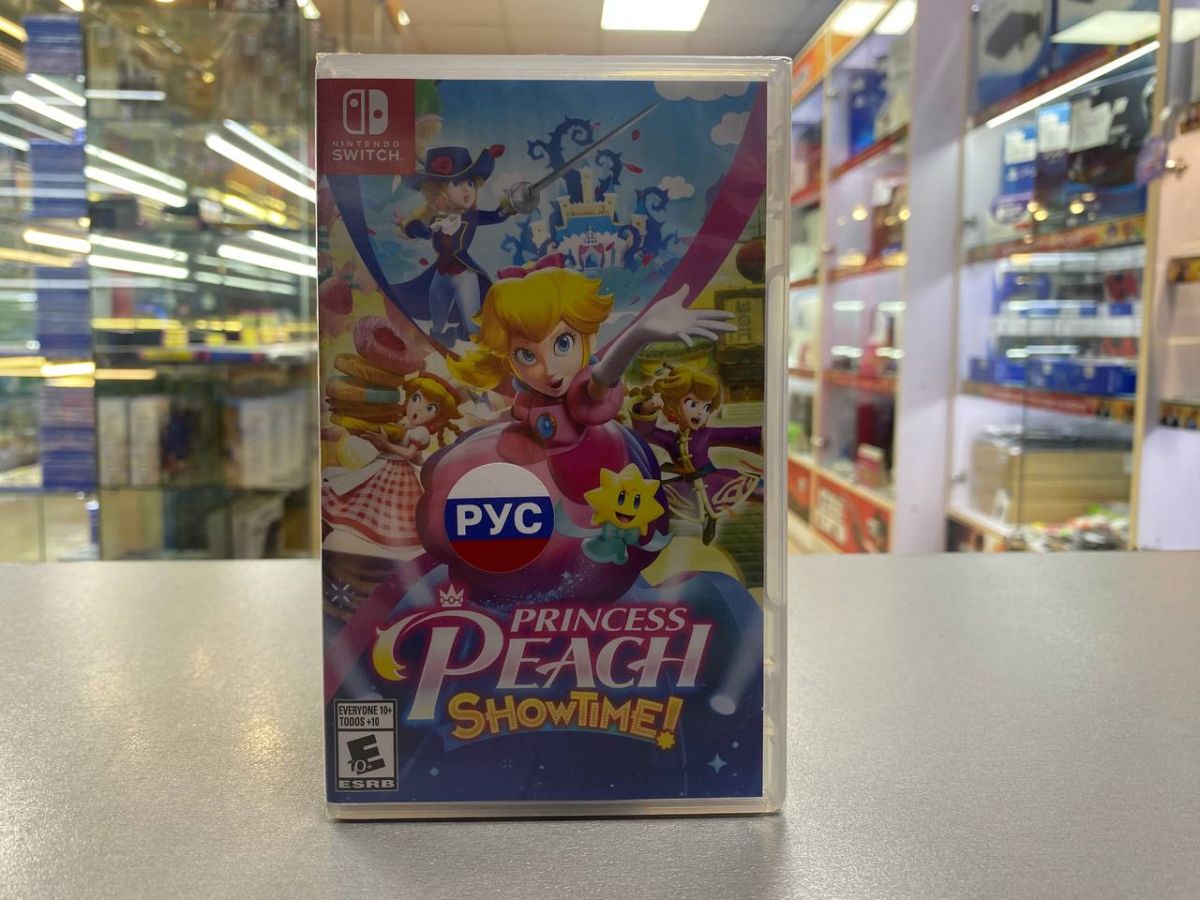 NINTENDO
SWITCH
РУС
PRINCESS
PEACH
SHOWTIME!
EVERYONE 10+
TODOS +10
E
10+
ESRB